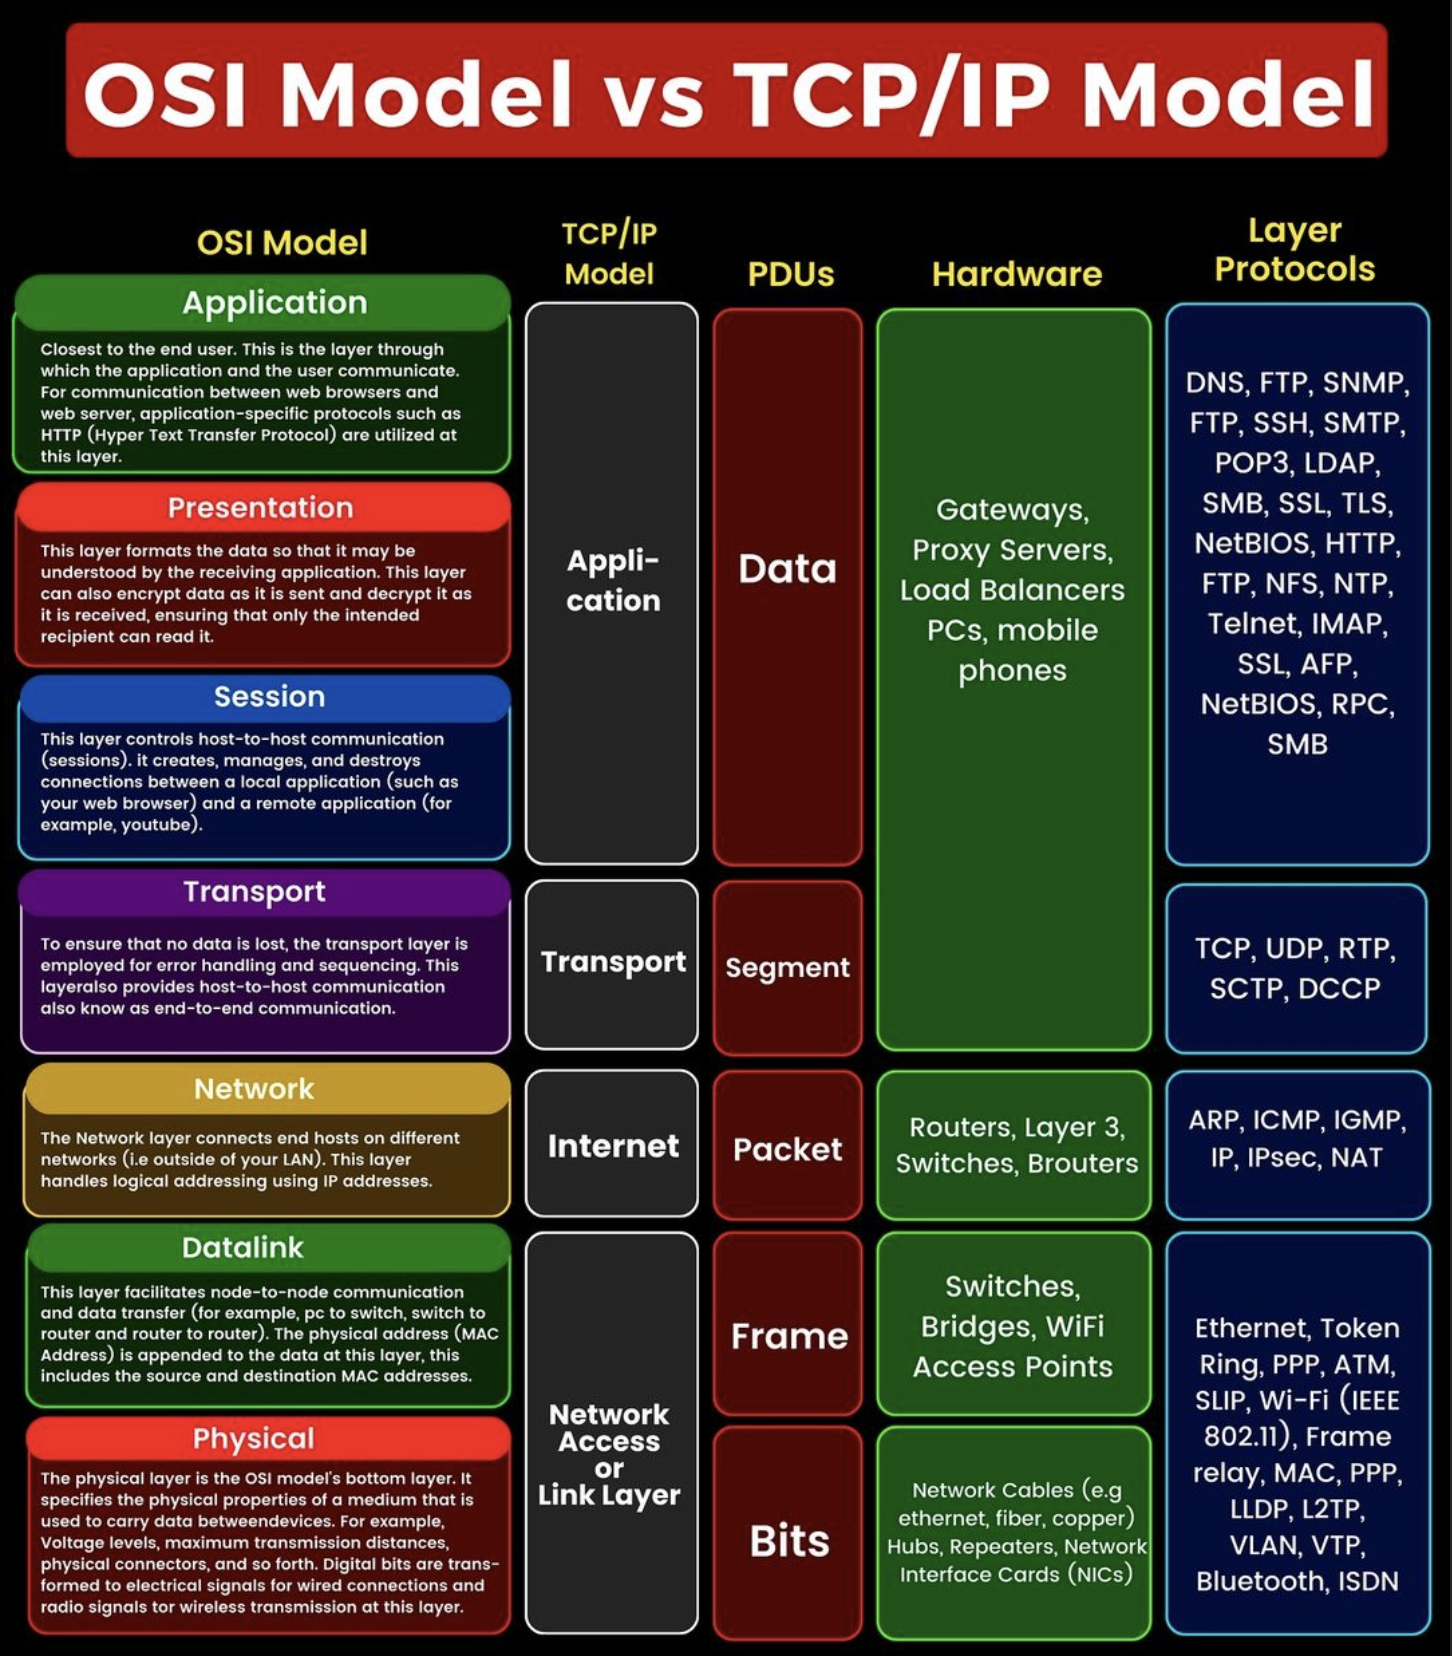 OSI Model vs TCP/IP Model
OSI Model
Application
Closest to the end user. This is the layer through
which the application and the user communicate.
For communication between web browsers and
web server, application-specific protocols such as
HTTP (Hyper Text Transfer Protocol) are utilized at
this layer.
Presentation
This layer formats the data so that it may be
understood by the receiving application. This layer
can also encrypt data as it is sent and decrypt it as
it is received, ensuring that only the intended
recipient can read it.
Session
This layer controls host-to-host communication
(sessions). it creates, manages, and destroys
connections between a local application (such as
your web browser) and a remote application (for
example, youtube).
Transport
To ensure that no data is lost, the transport layer is
employed for error handling and sequencing. This
layeralso provides host-to-host communication
also know as end-to-end communication.
Network
The Network layer connects end hosts on different
networks (i.e outside of your LAN). This layer
handles logical addressing using IP addresses.
Datalink
This layer facilitates node-to-node communication
and data transfer (for example, pc to switch, switch to
router and router to router). The physical address (MAC
Address) is appended to the data at this layer, this
includes the source and destination MAC addresses.
Physical
The physical layer is the OSI model's bottom layer. It
specifies the physical properties of a medium that is
used to carry data betweendevices. For example,
Voltage levels, maximum transmission distances,
physical connectors, and so forth. Digital bits are trans-
formed to electrical signals for wired connections and
radio signals tor wireless transmission at this layer.
TCP/IP
Model
Appli-
cation
Transport
Internet
Network
Access
or
Link Layer
PDUs
Data
Segment
Packet
Frame
Bits
Hardware
Gateways,
Proxy Servers,
Load Balancers
PCs, mobile
phones
Routers, Layer 3,
Switches, Brouters
Switches,
Bridges, WiFi
Access Points
Network Cables (e.g
ethernet, fiber, copper)
Hubs, Repeaters, Network
Interface Cards (NICs)
Layer
Protocols
DNS, FTP, SNMP,
FTP, SSH, SMTP,
POP3, LDAP,
SMB, SSL, TLS,
NetBIOS, HTTP,
FTP, NFS, NTP,
Telnet, IMAP,
SSL, AFP,
NetBIOS, RPC,
SMB
TCP, UDP, RTP,
SCTP, DCCP
ARP, ICMP, IGMP,
IP, IPsec, NAT
Ethernet, Token
Ring, PPP, ATM,
SLIP, Wi-Fi (IEEE
802.11), Frame
relay, MAC, PPP,
LLDP, L2TP,
VLAN, VTP,
Bluetooth, ISDN